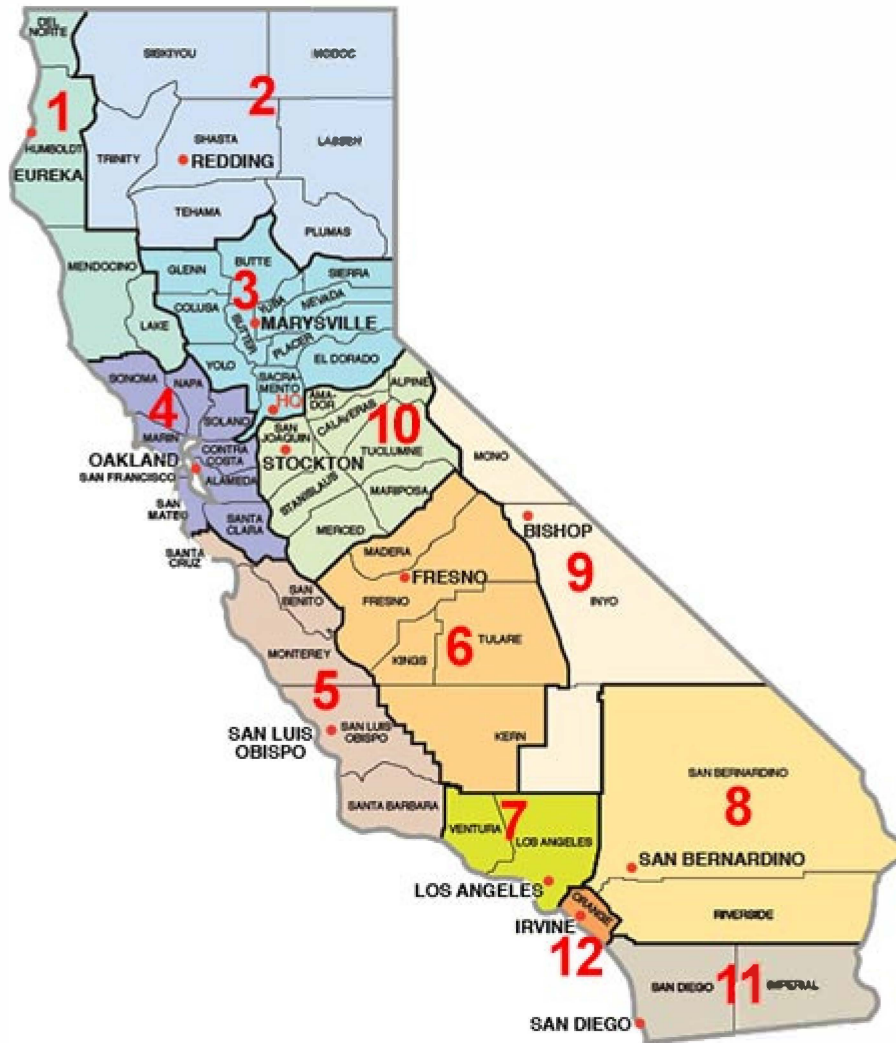 DEL
NORTE
SISKIYOU
MODOC
1
2
HUMBOLDT
EUREKA
TRINITY
SHASTA
REDDING
LASSEN
TEHAMA
PLUMAS
MENDOCINO
LAKE
GLENN
BUTTE
SIERRA
3
COLUSA
YUBA
NEVADA
MARYSVILLE
SUTTER
PLACER
YOLO
EL DORADO
SACRA-
MENTO
HQ
SONOMA
NAPA
4
SOLANO
MARIN
CONTRA
COSTA
OAKLAND
SAN FRANCISCO
ALAMEDA
SAN
MATEO
SANTA
CLARA
AMA-
DOR
ALPINE
CALAVERAS
10
SAN
JOAQUIN
STOCKTON
TUOLUMNE
STANISLAUS
MARIPOSA
MERCED
MONO
BISHOP
9
INYO
SANTA
CRUZ
SAN
BENITO
MONTEREY
5
SAN LUIS
OBISPO
SAN LUIS
OBISPO
SANTA BARBARA
MADERA
FRESNO
FRESNO
6
TULARE
KINGS
KERN
VENTURA
7
LOS ANGELES
LOS ANGELES
SAN BERNARDINO
8
SAN BERNARDINO
RIVERSIDE
ORANGE
IRVINE
12
SAN DIEGO
11
IMPERIAL
SAN DIEGO